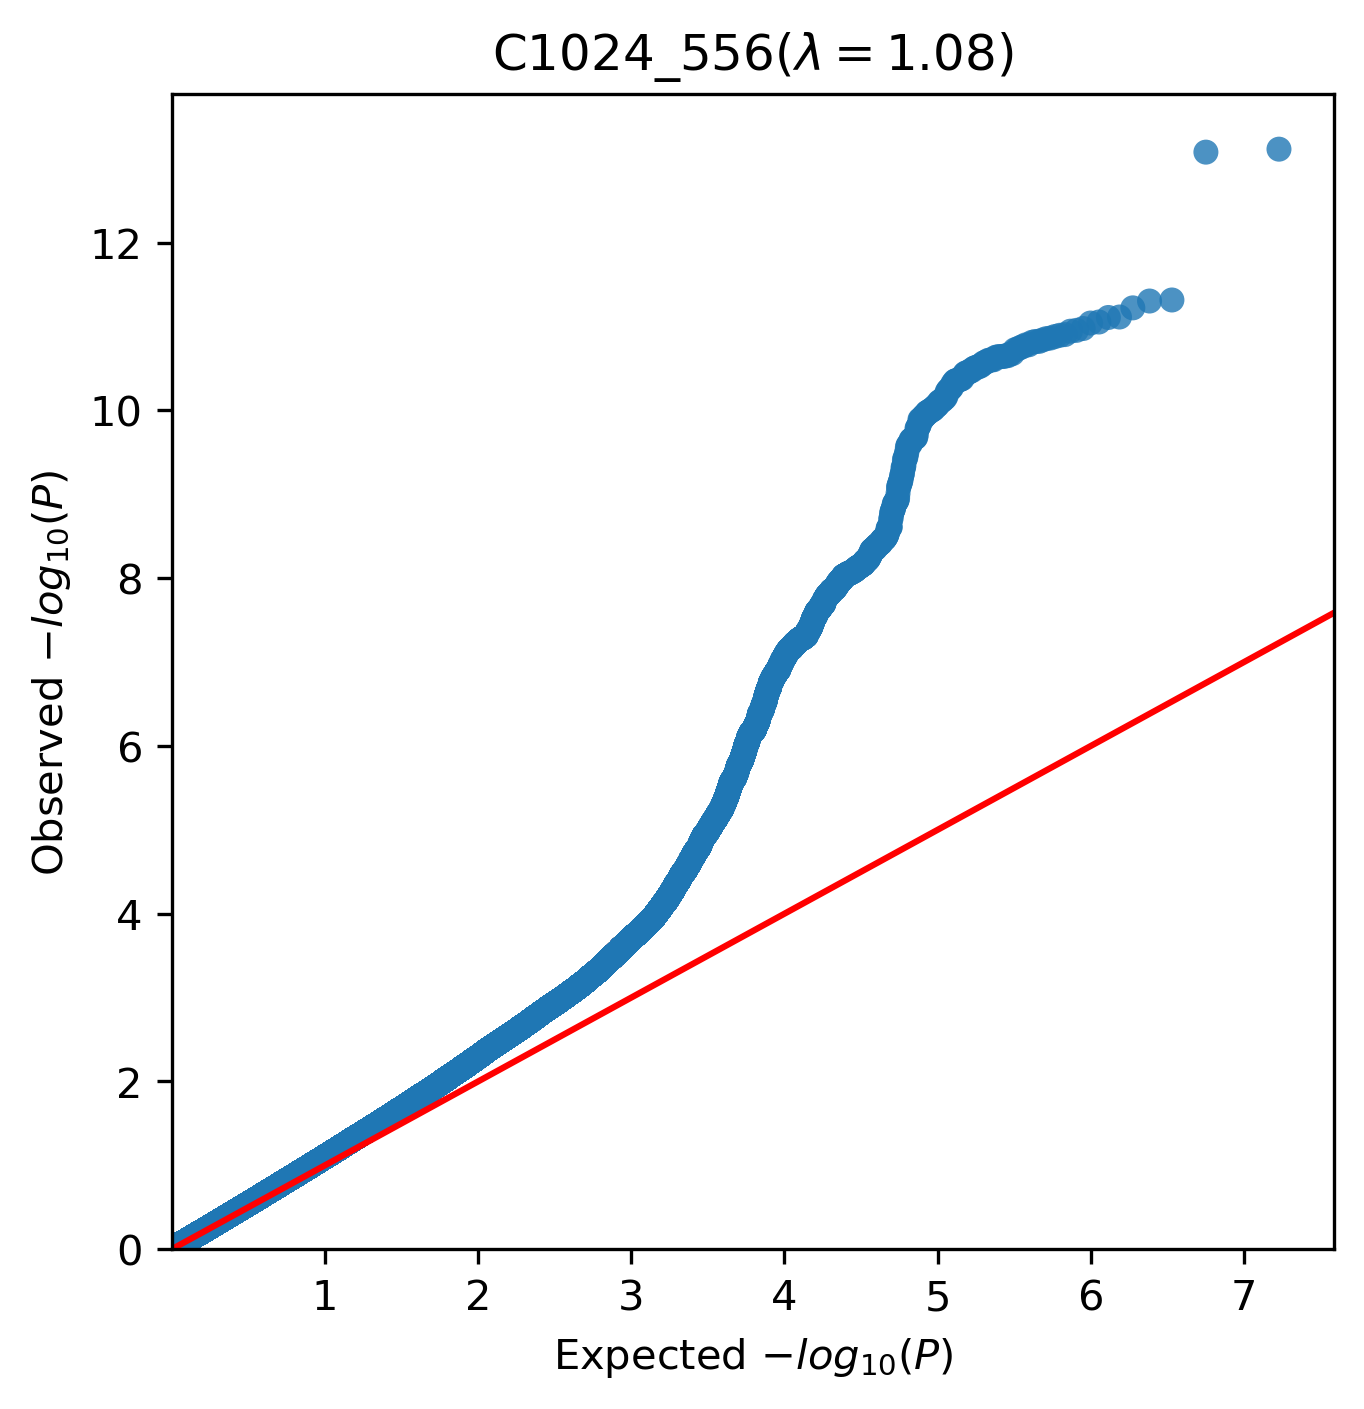 C1024_556(λ = 1.08)
Observed −log₁₀(P)
12
10
8
6
4
2
0
1 2 3 4 5 6 7
Expected −log₁₀(P)